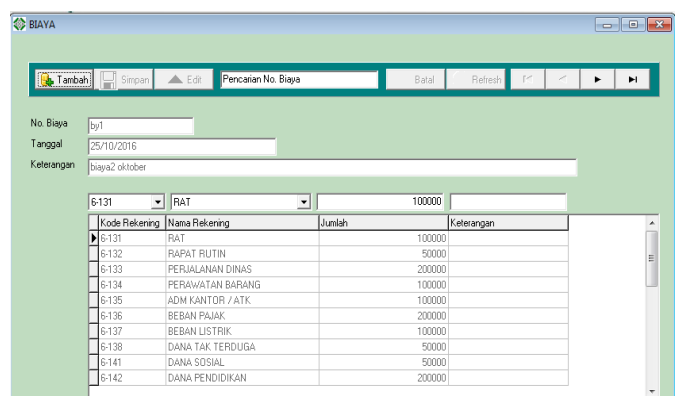 BIAYA
Tambah Simpan Edit Pencarian No. Biaya Batal Refresh
No. Biaya by1
Tanggal 25/10/2016
Keterangan biaya2 oktober
6-131 RAT 100000
Kode Rekening Nama Rekening Jumlah Keterangan
6-131 RAT 100000
6-132 RAPAT RUTIN 50000
6-133 PERJALANAN DINAS 200000
6-134 PERAWATAN BARANG 100000
6-135 ADM KANTOR / ATK 100000
6-136 BEBAN PAJAK 200000
6-137 BEBAN LISTRIK 100000
6-138 DANA TAK TERDUGA 50000
6-141 DANA SOSIAL 50000
6-142 DANA PENDIDIKAN 200000